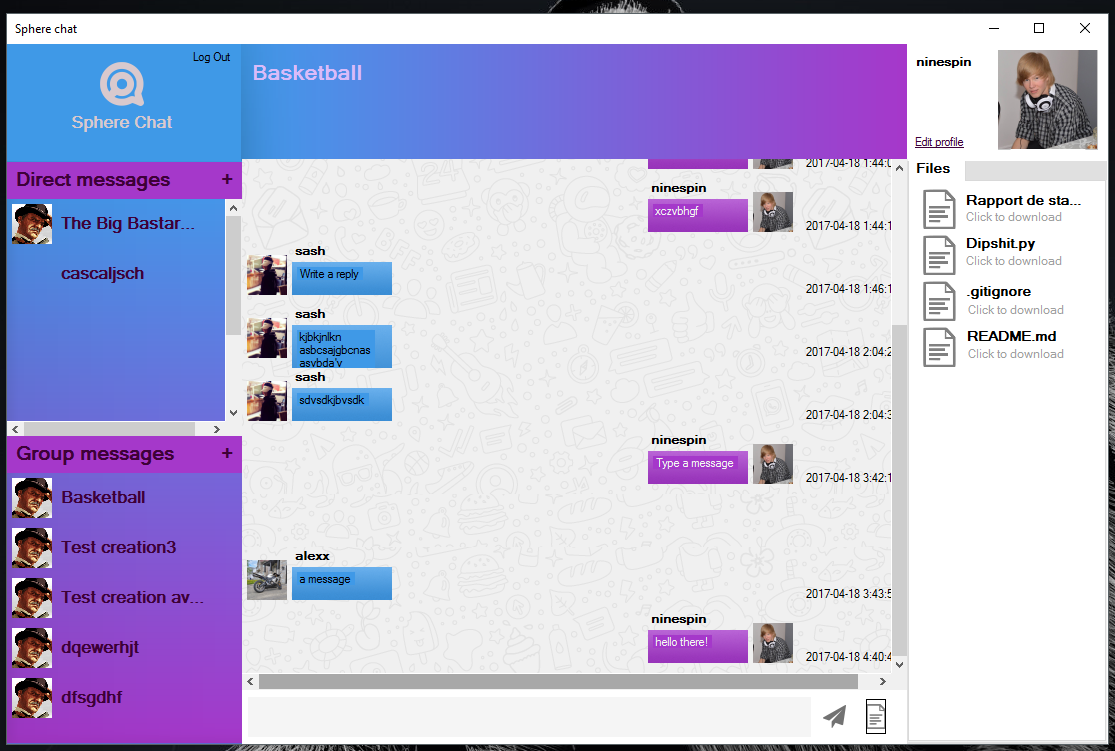 Sphere chat
Log Out
Sphere Chat
Basketball
ninespin
Edit profile
Direct messages +
The Big Bastar...
cascaljsch
Group messages +
Basketball
Test creation3
Test creation av...
dqewerhjt
dfsgdhf
2017-04-18 1:44:0
ninespin
xczvbhgf
2017-04-18 1:44:1
sash
Write a reply
2017-04-18 1:46:1
sash
kjbkjnlkn
asbcsajgbcnas
asvbda'v
2017-04-18 2:04:2
sash
sdvsdkjbvsdk
2017-04-18 2:04:3
ninespin
Type a message
2017-04-18 3:42:1
alexx
a message
2017-04-18 3:43:5
ninespin
hello there!
2017-04-18 4:40:4
Files
Rapport de sta...
Click to download
Dipshit.py
Click to download
.gitignore
Click to download
README.md
Click to download